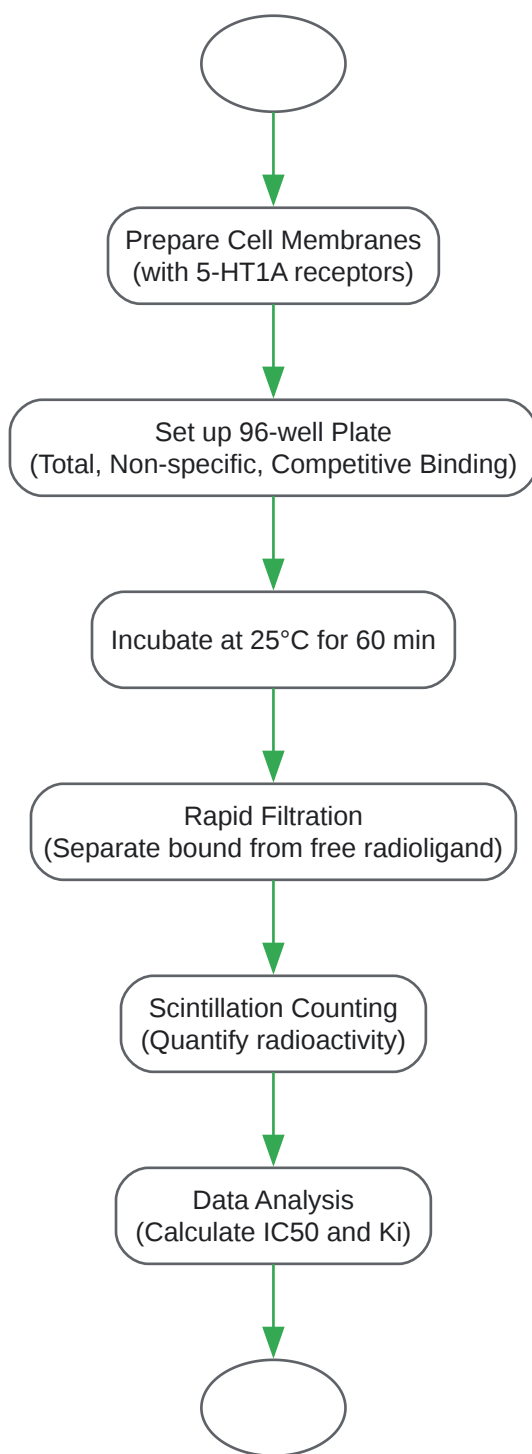 Prepare Cell Membranes
(with 5-HT1A receptors)
Set up 96-well Plate
(Total, Non-specific, Competitive Binding)
Incubate at 25°C for 60 min
Rapid Filtration
(Separate bound from free radioligand)
Scintillation Counting
(Quantify radioactivity)
Data Analysis
(Calculate IC50 and Ki)